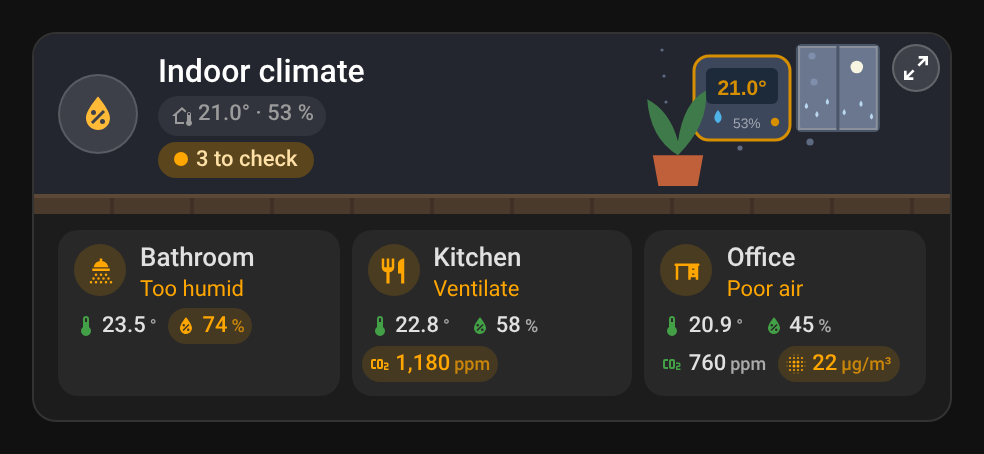 Indoor climate
21.0° · 53 %
3 to check
21.0°
53%
Bathroom
Too humid
23.5 °
74 %
Kitchen
Ventilate
22.8 °
58 %
CO₂ 1,180 ppm
Office
Poor air
20.9 °
45 %
CO₂ 760 ppm
22 µg/m³